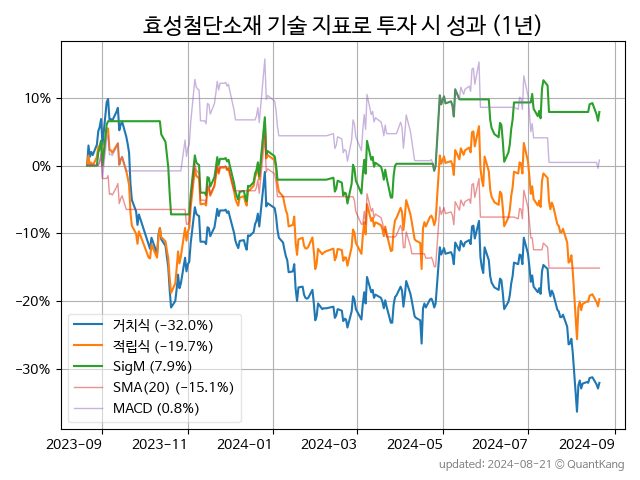 효성첨단소재 기술 지표로 투자 시 성과 (1년)
10%
0%
−10%
−20%
−30%
거치식 (−32.0%)
적립식 (−19.7%)
SigM (7.9%)
SMA(20) (−15.1%)
MACD (0.8%)
2023−09 2023−11 2024−01 2024−03 2024−05 2024−07 2024−09
updated: 2024−08−21 © QuantKang